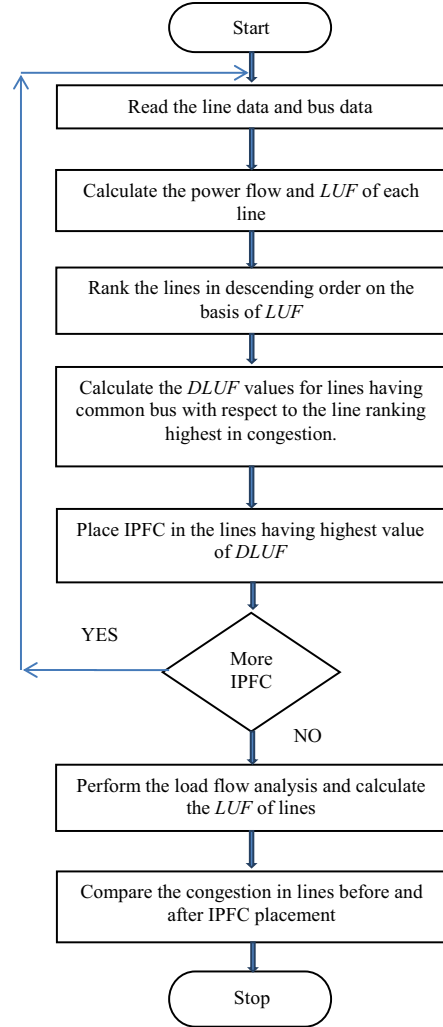 Start
Read the line data and bus data
Calculate the power flow and LUF of each
line
Rank the lines in descending order on the
basis of LUF
Calculate the DLUF values for lines having
common bus with respect to the line ranking
highest in congestion.
Place IPFC in the lines having highest value
of DLUF
YES
More
IPFC
NO
Perform the load flow analysis and calculate
the LUF of lines
Compare the congestion in lines before and
after IPFC placement
Stop